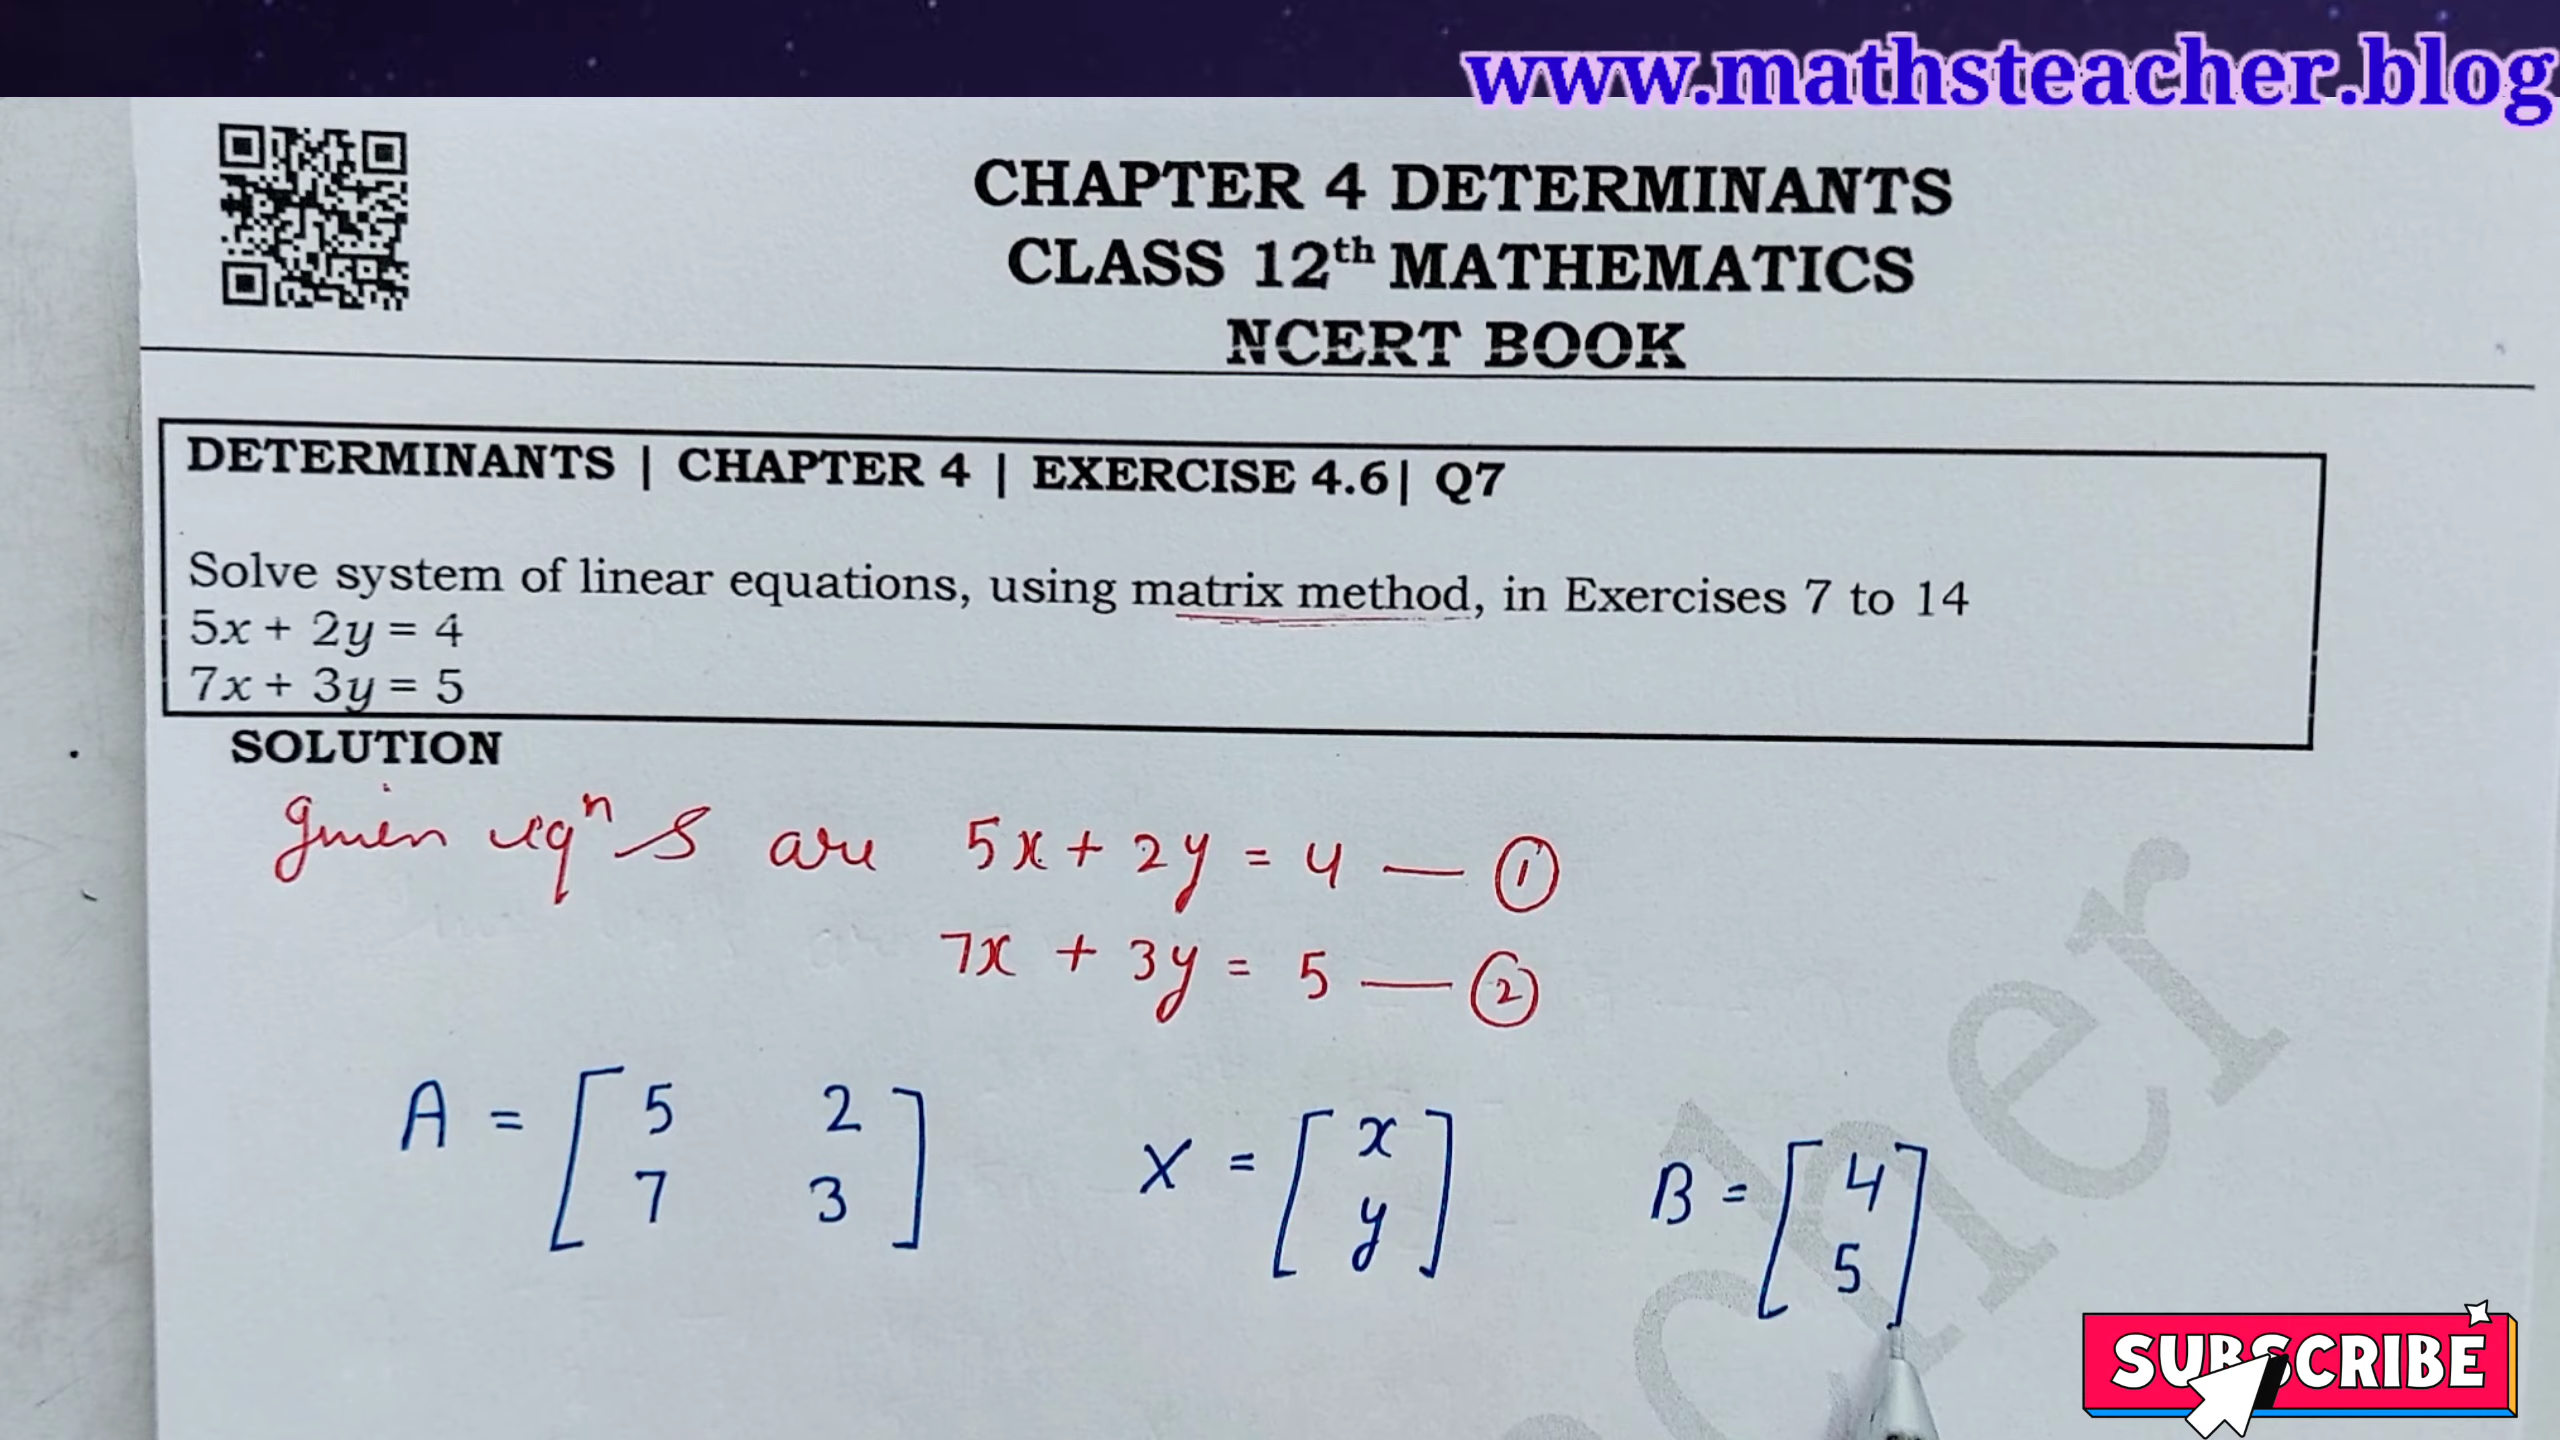 www.mathsteacher.blog
CHAPTER 4 DETERMINANTS
CLASS 12th MATHEMATICS
NCERT BOOK
DETERMINANTS | CHAPTER 4 | EXERCISE 4.6| Q7
Solve system of linear equations, using matrix method, in Exercises 7 to 14
5x + 2y = 4
7x + 3y = 5
SOLUTION
Given eqⁿs are 5x + 2y = 4 — ①
7x + 3y = 5 — ②
A = [5 2
7 3]
X = [x
y]
B = [4
5]
SUBSCRIBE